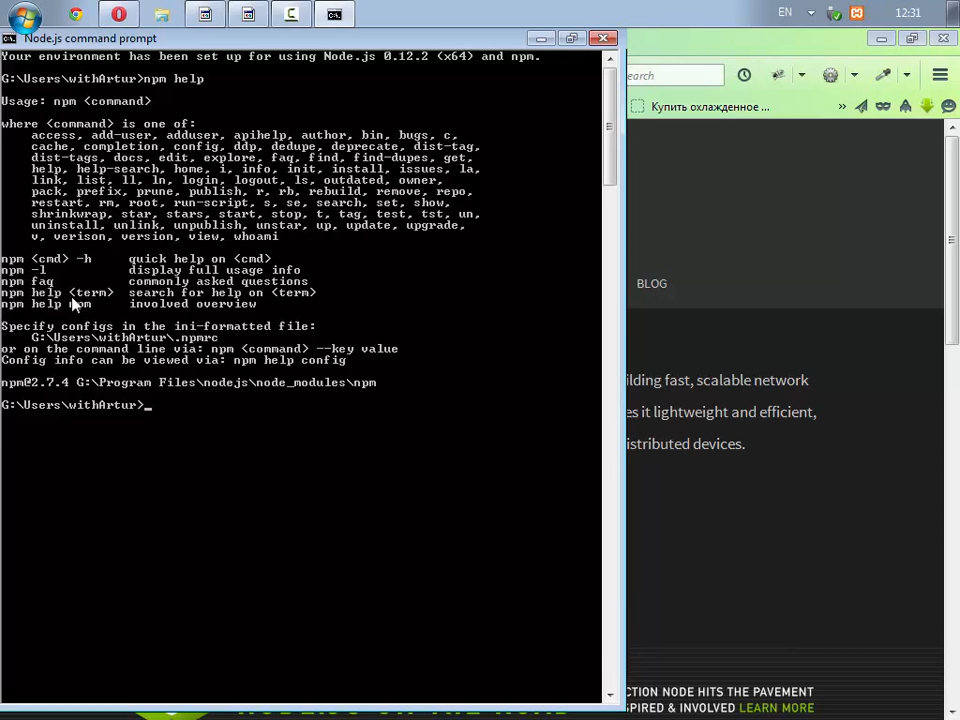 EN
12:31
Node.js command prompt
Your environment has been set up for using Node.js 0.12.2 (x64) and npm.
G:\Users\withArtur>npm help
Usage: npm <command>
where <command> is one of:
access, add-user, adduser, apihelp, author, bin, bugs, c,
cache, completion, config, ddp, dedupe, deprecate, dist-tag,
dist-tags, docs, edit, explore, faq, find, find-dupes, get,
help, help-search, home, i, info, init, install, issues, la,
link, list, ll, ln, login, logout, ls, outdated, owner,
pack, prefix, prune, publish, r, rb, rebuild, remove, repo,
restart, rm, root, run-script, s, se, search, set, show,
shrinkwrap, star, stars, start, stop, t, tag, test, tst, un,
uninstall, unlink, unpublish, unstar, up, update, upgrade,
v, verison, version, view, whoami
npm <cmd> -h quick help on <cmd>
npm -l display full usage info
npm faq commonly asked questions
npm help <term> search for help on <term>
npm help npm involved overview
Specify configs in the ini-formatted file:
G:\Users\withArtur\.npmrc
or on the command line via: npm <command> --key value
Config info can be viewed via: npm help config
npm@2.7.4 G:\Program Files\nodejs\node_modules\npm
G:\Users\withArtur>_
earch
Купить охлажденное ...
BLOG
ilding fast, scalable network
es it lightweight and efficient,
distributed devices.
CTION NODE HITS THE PAVEMENT
SPIRED & INVOLVED LEARN MORE